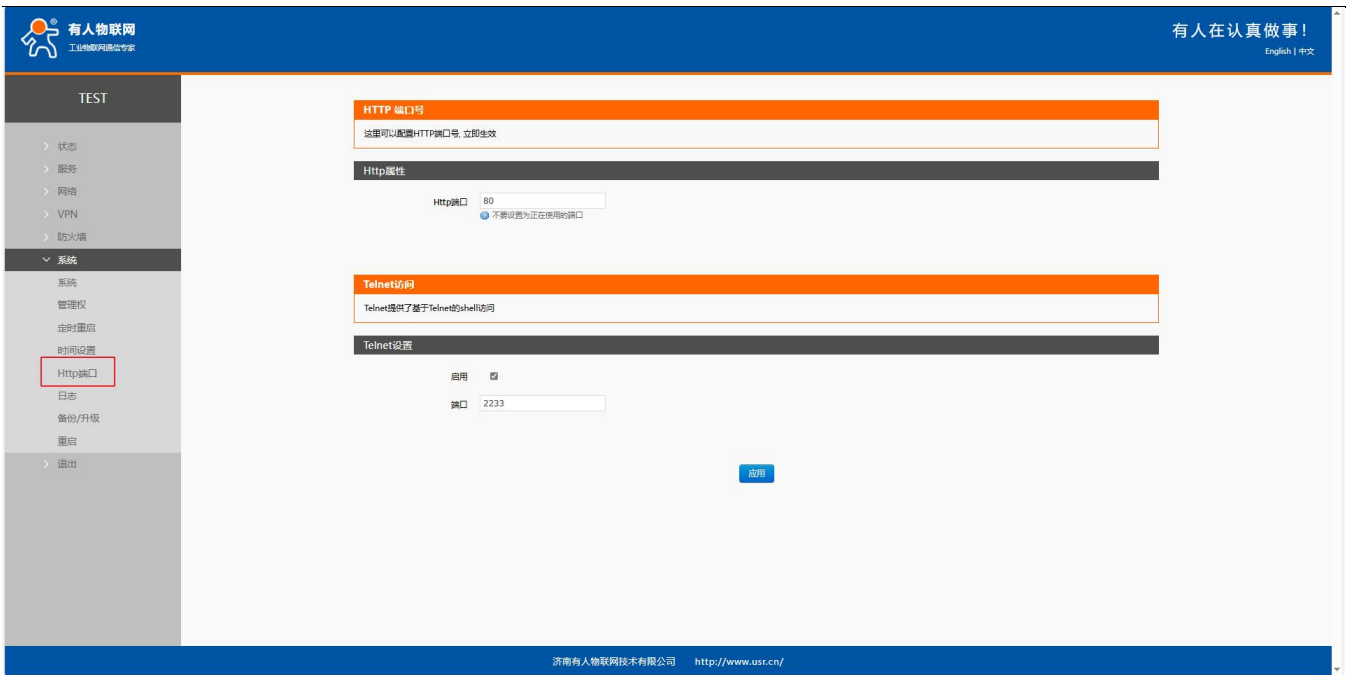 有人物联网
工业物联网通信专家
有人在认真做事！
English | 中文
TEST
状态
服务
网络
VPN
防火墙
系统
系统
管理权
定时重启
时间设置
Http端口
日志
备份/升级
重启
退出
HTTP 端口号
这里可以配置HTTP端口号, 立即生效
Http属性
Http端口 80
不要设置为正在使用的端口
Telnet访问
Telnet提供了基于Telnet的shell访问
Telnet设置
启用
端口 2233
应用
济南有人物联网技术有限公司 http://www.usr.cn/